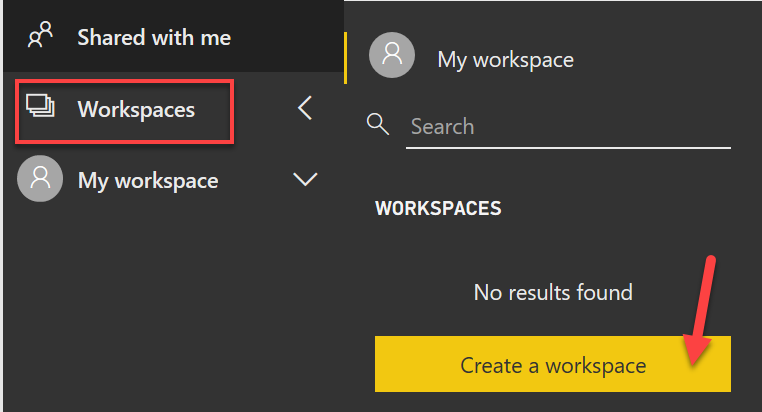 Shared with me
Workspaces
My workspace
My workspace
Search
WORKSPACES
No results found
Create a workspace